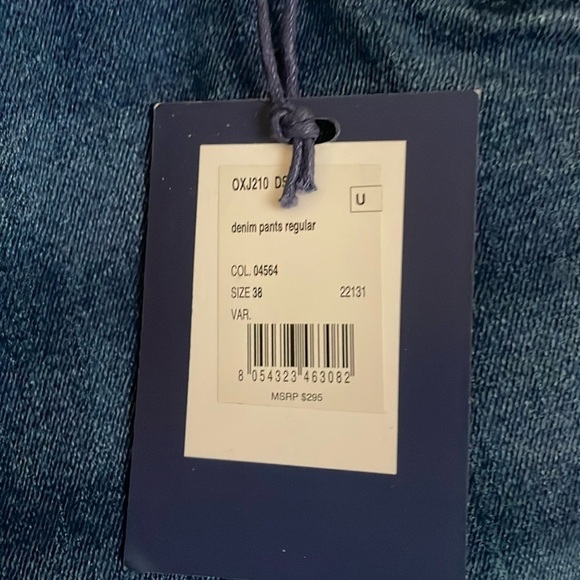 OXJ210
U
denim pants regular
COL. 04564
SIZE 38 22131
VAR.
8 054323 463082
MSRP $295